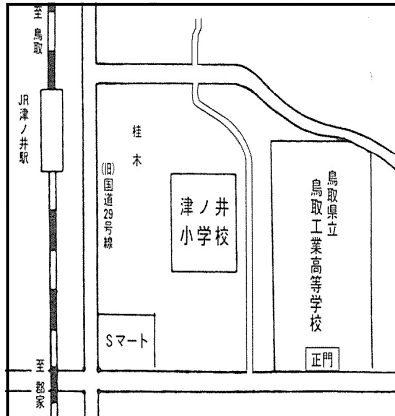 至鳥取
JR津ノ井駅
桂木
(旧)国道29号線
津ノ井
小学校
鳥取県立
鳥取工業高等学校
Sマート
正門
至郡家